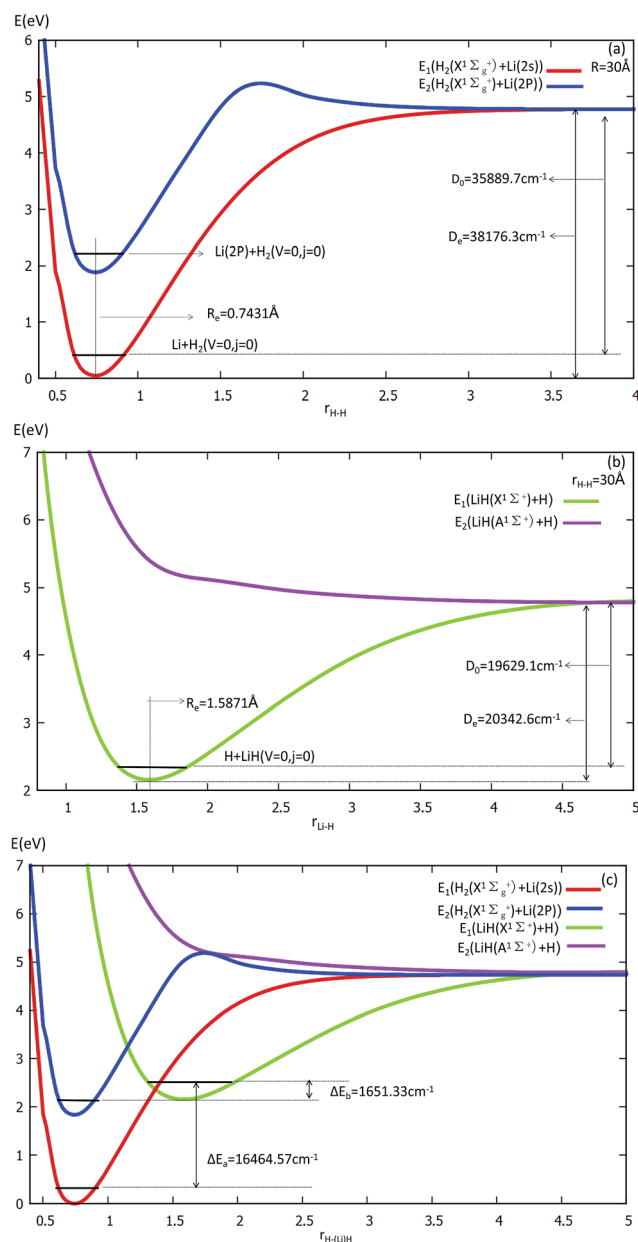 E(eV)
6
5
4
3
2
1
0
(a)
E₁(H₂(X¹Σg⁺)+Li(2s))
R=30Å
E₂(H₂(X¹Σg⁺)+Li(2P))
D₀=35889.7cm⁻¹
Dₑ=38176.3cm⁻¹
Li(2P)+H₂(V=0,j=0)
Rₑ=0.7431Å
Li+H₂(V=0,j=0)
0.5 1 1.5 2 2.5 3 3.5 4
r_H-H
E(eV)
7
6
5
4
3
2
(b)
r_H-H=30Å
E₁(LiH(X¹Σ⁺)+H)
E₂(LiH(A¹Σ⁺)+H)
D₀=19629.1cm⁻¹
Rₑ=1.5871Å
Dₑ=20342.6cm⁻¹
H+LiH(V=0,j=0)
1 1.5 2 2.5 3 3.5 4 4.5 5
r_Li-H
E(eV)
7
6
5
4
3
2
1
0
(c)
E₁(H₂(X¹Σg⁺)+Li(2s))
E₂(H₂(X¹Σg⁺)+Li(2P))
E₁(LiH(X¹Σ⁺)+H)
E₂(LiH(A¹Σ⁺)+H)
ΔE_b=1651.33cm⁻¹
ΔEₐ=16464.57cm⁻¹
0.5 1 1.5 2 2.5 3 3.5 4 4.5 5
r_H-(Li)H